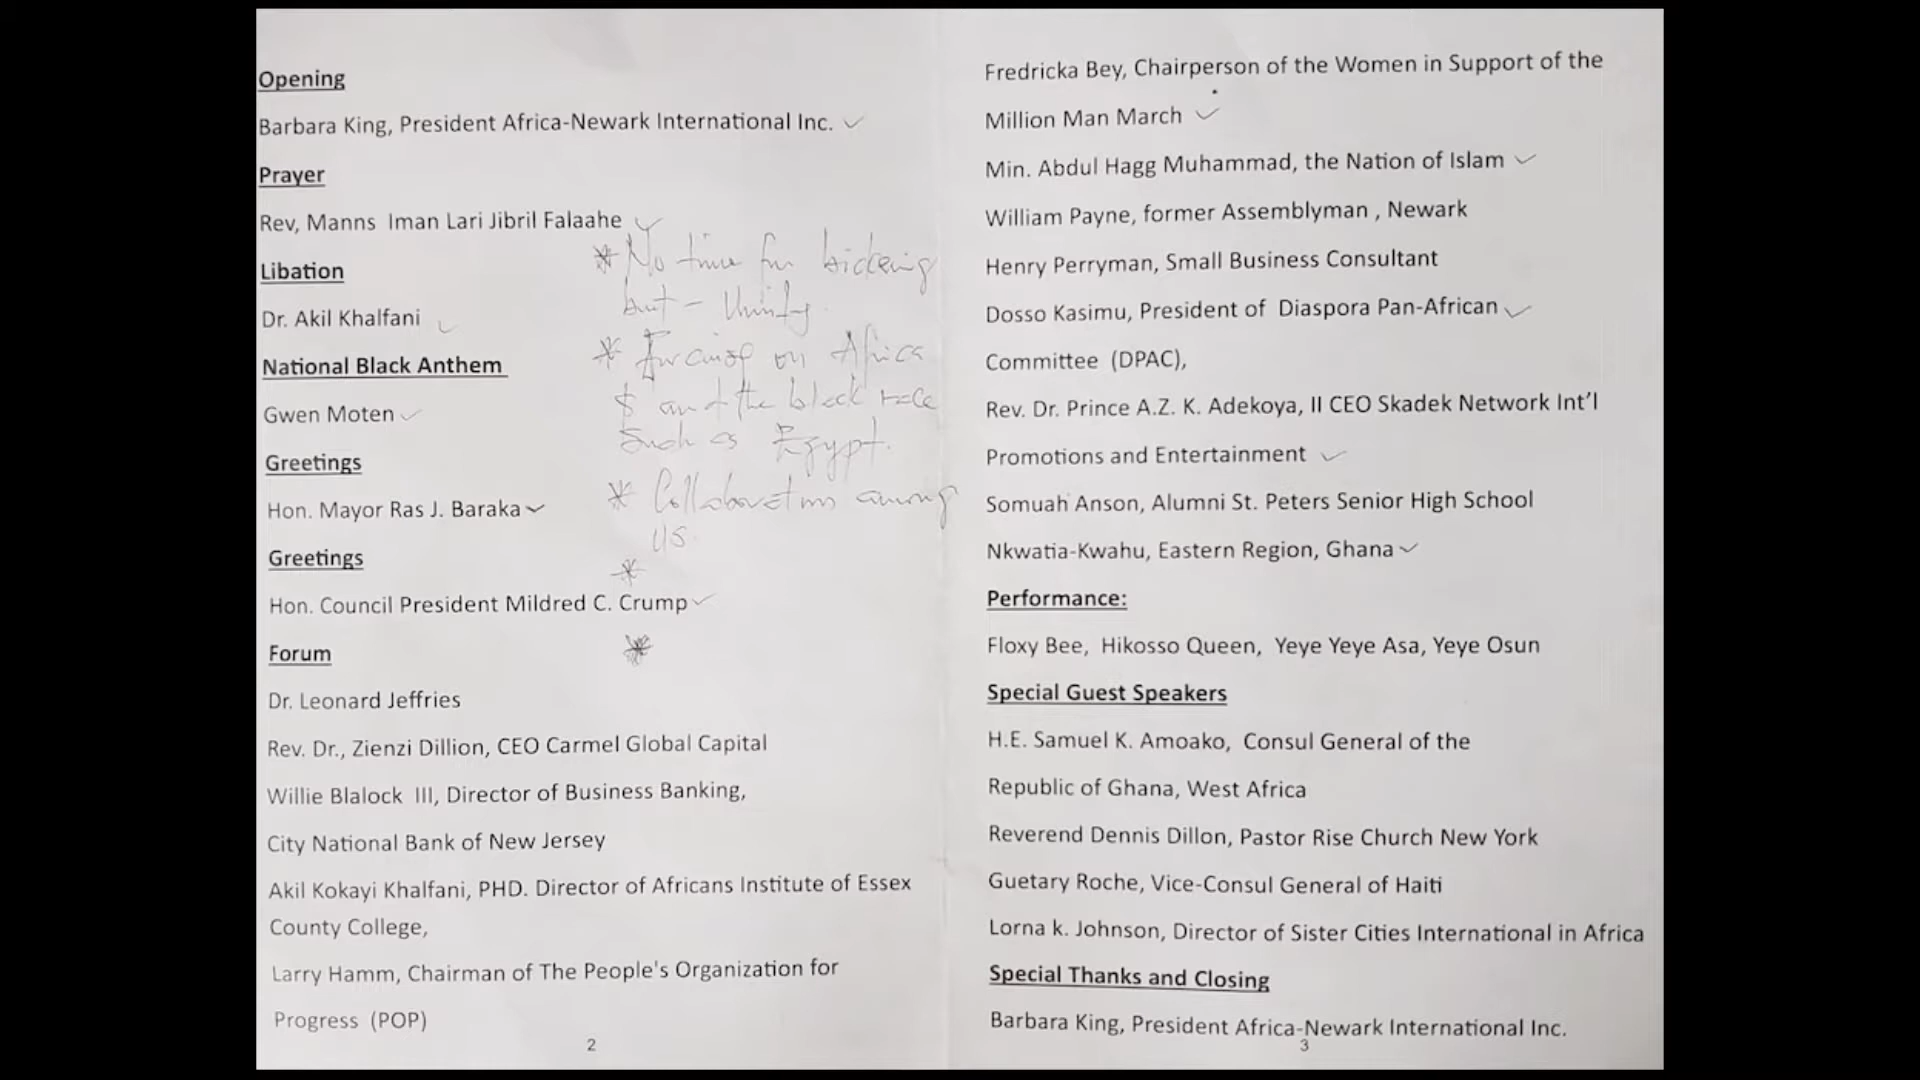 Opening
Barbara King, President Africa-Newark International Inc.
Prayer
Rev, Manns Iman Lari Jibril Falaahe
Libation
Dr. Akil Khalfani
National Black Anthem
Gwen Moten
Greetings
Hon. Mayor Ras J. Baraka
Greetings
Hon. Council President Mildred C. Crump
Forum
Dr. Leonard Jeffries
Rev. Dr., Zienzi Dillion, CEO Carmel Global Capital
Willie Blalock III, Director of Business Banking,
City National Bank of New Jersey
Akil Kokayi Khalfani, PHD. Director of Africans Institute of Essex
County College,
Larry Hamm, Chairman of The People's Organization for
Progress (POP)
2
* No time for bickering
but - Unity.
* on Africa
$ and the black race
Such as Egypt.
* Collaboration among
us.
*
*
Fredricka Bey, Chairperson of the Women in Support of the
Million Man March
Min. Abdul Hagg Muhammad, the Nation of Islam
William Payne, former Assemblyman , Newark
Henry Perryman, Small Business Consultant
Dosso Kasimu, President of Diaspora Pan-African
Committee (DPAC),
Rev. Dr. Prince A.Z. K. Adekoya, II CEO Skadek Network Int’l
Promotions and Entertainment
Somuah Anson, Alumni St. Peters Senior High School
Nkwatia-Kwahu, Eastern Region, Ghana
Performance:
Floxy Bee, Hikosso Queen, Yeye Yeye Asa, Yeye Osun
Special Guest Speakers
H.E. Samuel K. Amoako, Consul General of the
Republic of Ghana, West Africa
Reverend Dennis Dillon, Pastor Rise Church New York
Guetary Roche, Vice-Consul General of Haiti
Lorna k. Johnson, Director of Sister Cities International in Africa
Special Thanks and Closing
Barbara King, President Africa-Newark International Inc.
3